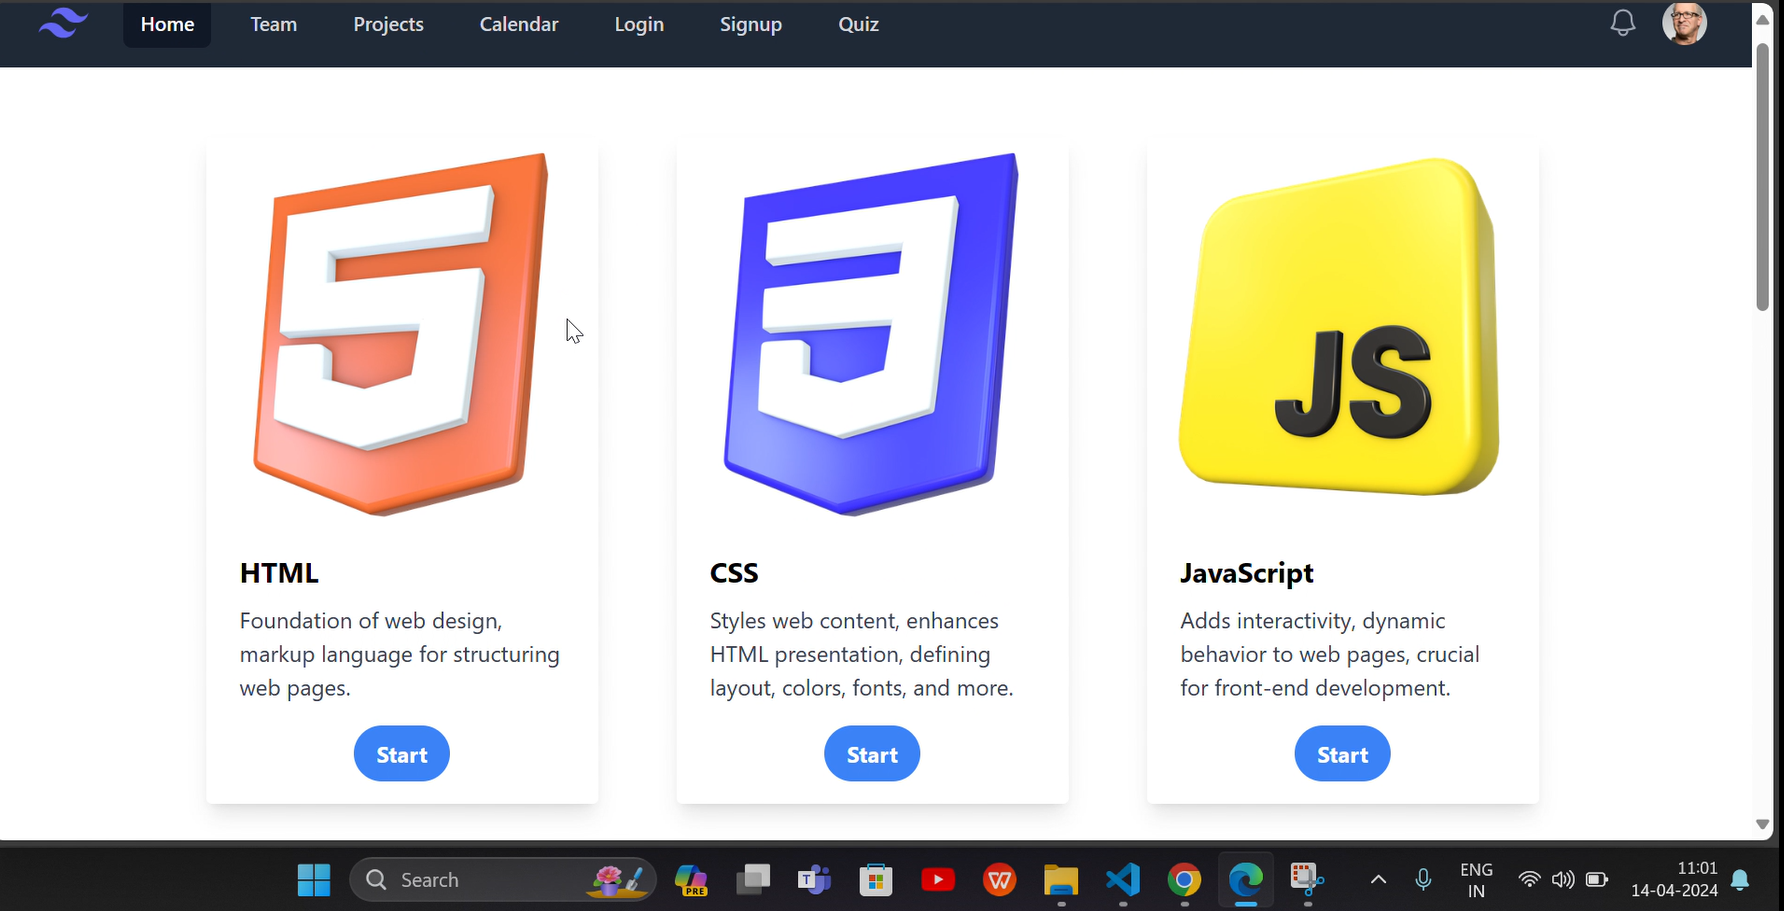 Home
Team
Projects
Calendar
Login
Signup
Quiz
JS
HTML
Foundation of web design,
markup language for structuring
web pages.
Start
CSS
Styles web content, enhances
HTML presentation, defining
layout, colors, fonts, and more.
Start
JavaScript
Adds interactivity, dynamic
behavior to web pages, crucial
for front-end development.
Start
Search
PRE
T
W
ENG
IN
11:01
14-04-2024